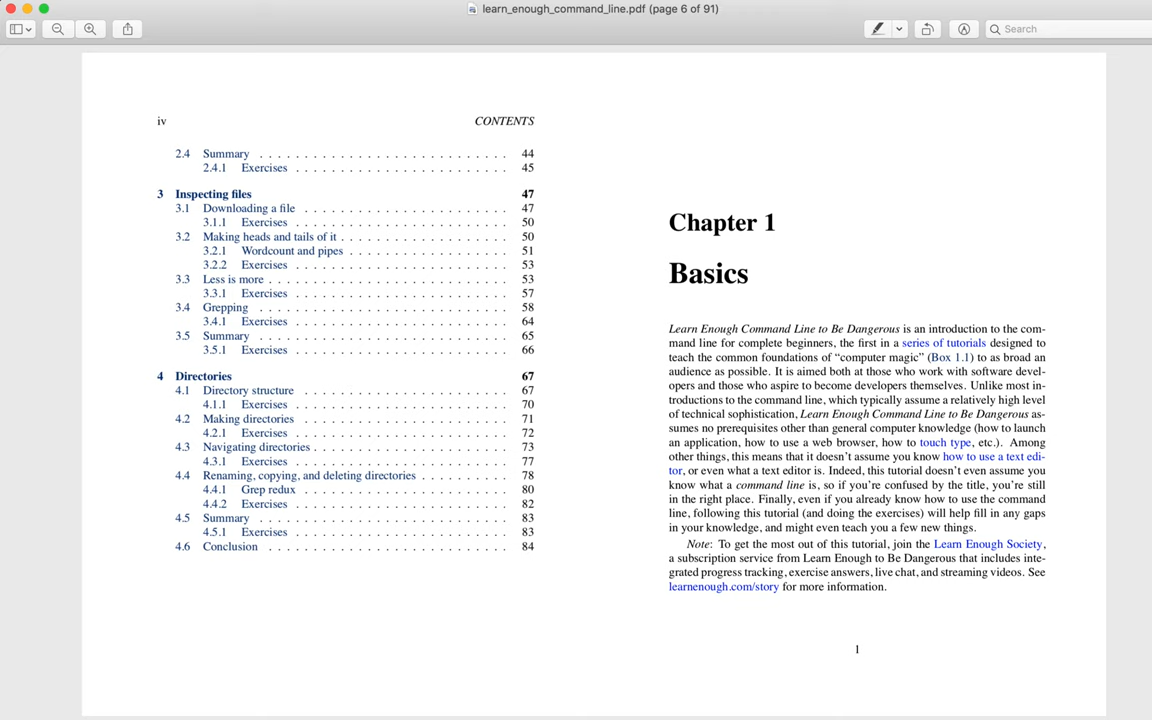 learn_enough_command_line.pdf (page 6 of 91)
Search
iv CONTENTS
2.4 Summary . . . . . . . . . . . . . . . . . . . . . . . . . . . . 44
2.4.1 Exercises . . . . . . . . . . . . . . . . . . . . . . . . 45
3 Inspecting files 47
3.1 Downloading a file . . . . . . . . . . . . . . . . . . . . . . . 47
3.1.1 Exercises . . . . . . . . . . . . . . . . . . . . . . . . 50
3.2 Making heads and tails of it . . . . . . . . . . . . . . . . . . . 50
3.2.1 Wordcount and pipes . . . . . . . . . . . . . . . . . . 51
3.2.2 Exercises . . . . . . . . . . . . . . . . . . . . . . . . 53
3.3 Less is more . . . . . . . . . . . . . . . . . . . . . . . . . . . 53
3.3.1 Exercises . . . . . . . . . . . . . . . . . . . . . . . . 57
3.4 Grepping . . . . . . . . . . . . . . . . . . . . . . . . . . . . 58
3.4.1 Exercises . . . . . . . . . . . . . . . . . . . . . . . . 64
3.5 Summary . . . . . . . . . . . . . . . . . . . . . . . . . . . . 65
3.5.1 Exercises . . . . . . . . . . . . . . . . . . . . . . . . 66
4 Directories 67
4.1 Directory structure . . . . . . . . . . . . . . . . . . . . . . . 67
4.1.1 Exercises . . . . . . . . . . . . . . . . . . . . . . . . 70
4.2 Making directories . . . . . . . . . . . . . . . . . . . . . . . 71
4.2.1 Exercises . . . . . . . . . . . . . . . . . . . . . . . . 72
4.3 Navigating directories . . . . . . . . . . . . . . . . . . . . . . 73
4.3.1 Exercises . . . . . . . . . . . . . . . . . . . . . . . . 77
4.4 Renaming, copying, and deleting directories . . . . . . . . . . 78
4.4.1 Grep redux . . . . . . . . . . . . . . . . . . . . . . . 80
4.4.2 Exercises . . . . . . . . . . . . . . . . . . . . . . . . 82
4.5 Summary . . . . . . . . . . . . . . . . . . . . . . . . . . . . 83
4.5.1 Exercises . . . . . . . . . . . . . . . . . . . . . . . . 83
4.6 Conclusion . . . . . . . . . . . . . . . . . . . . . . . . . . . 84
Chapter 1
Basics
Learn Enough Command Line to Be Dangerous is an introduction to the com-
mand line for complete beginners, the first in a series of tutorials designed to
teach the common foundations of “computer magic” (Box 1.1) to as broad an
audience as possible. It is aimed both at those who work with software devel-
opers and those who aspire to become developers themselves. Unlike most in-
troductions to the command line, which typically assume a relatively high level
of technical sophistication, Learn Enough Command Line to Be Dangerous as-
sumes no prerequisites other than general computer knowledge (how to launch
an application, how to use a web browser, how to touch type, etc.). Among
other things, this means that it doesn’t assume you know how to use a text edi-
tor, or even what a text editor is. Indeed, this tutorial doesn’t even assume you
know what a command line is, so if you’re confused by the title, you’re still
in the right place. Finally, even if you already know how to use the command
line, following this tutorial (and doing the exercises) will help fill in any gaps
in your knowledge, and might even teach you a few new things.
Note: To get the most out of this tutorial, join the Learn Enough Society,
a subscription service from Learn Enough to Be Dangerous that includes inte-
grated progress tracking, exercise answers, live chat, and streaming videos. See
learnenough.com/story for more information.
1